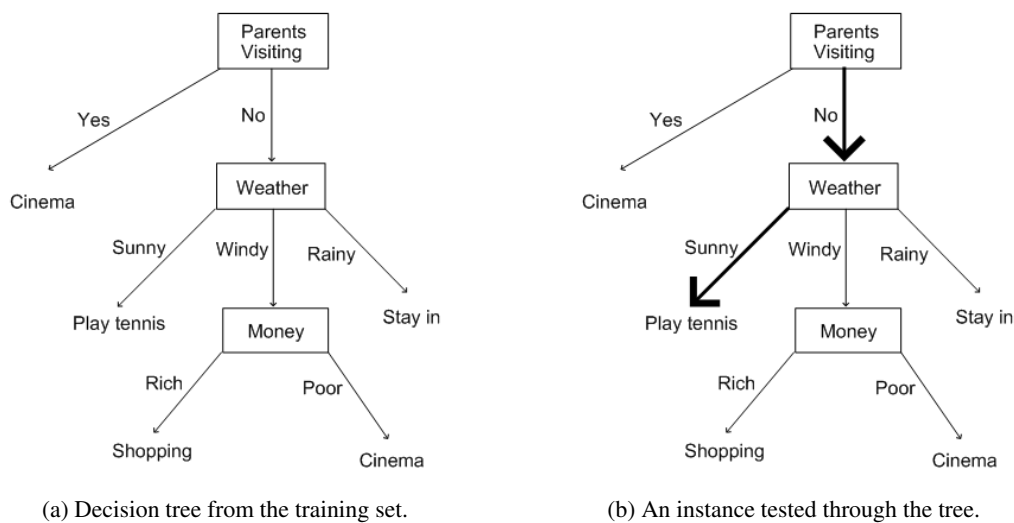 Parents
Visiting
Yes
No
Cinema
Weather
Sunny
Windy
Rainy
Play tennis
Stay in
Money
Rich
Poor
Shopping
Cinema
(a) Decision tree from the training set.
Parents
Visiting
Yes
No
Cinema
Weather
Sunny
Windy
Rainy
Play tennis
Stay in
Money
Rich
Poor
Shopping
Cinema
(b) An instance tested through the tree.